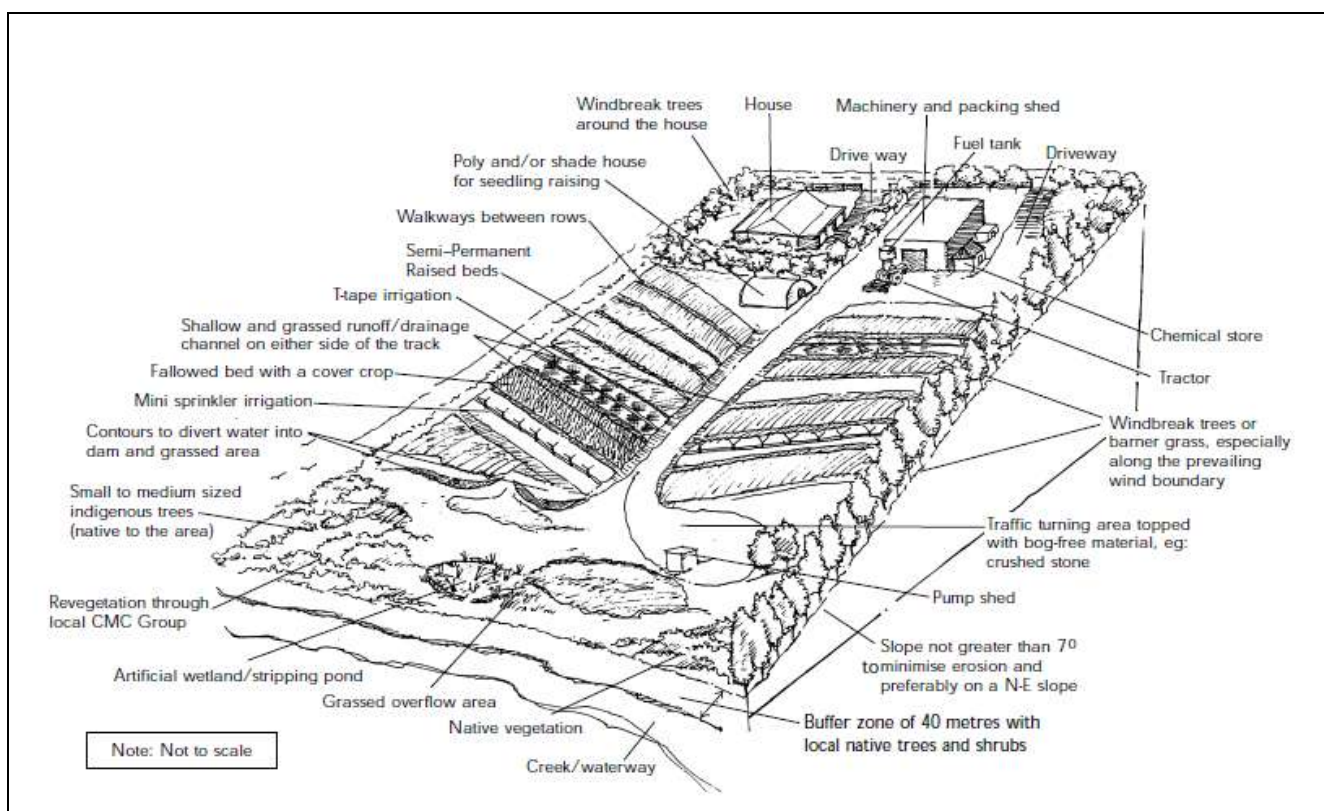 Windbreak trees
around the house
House
Machinery and packing shed
Drive way
Fuel tank
Driveway
Poly and/or shade house
for seedling raising
Walkways between rows
Semi-Permanent
Raised beds
T-tape irrigation
Shallow and grassed runoff/drainage
channel on either side of the track
Fallowed bed with a cover crop
Mini sprinkler irrigation
Contours to divert water into
dam and grassed area
Small to medium sized
indigenous trees
(native to the area)
Revegetation through
local CMC Group
Artificial wetland/stripping pond
Grassed overflow area
Native vegetation
Creek/waterway
Chemical store
Tractor
Windbreak trees or
barner grass, especially
along the prevailing
wind boundary
Traffic turning area topped
with bog-free material, eg:
crushed stone
Pump shed
Slope not greater than 7º
to minimise erosion and
preferably on a N-E slope
Buffer zone of 40 metres with
local native trees and shrubs
Note: Not to scale